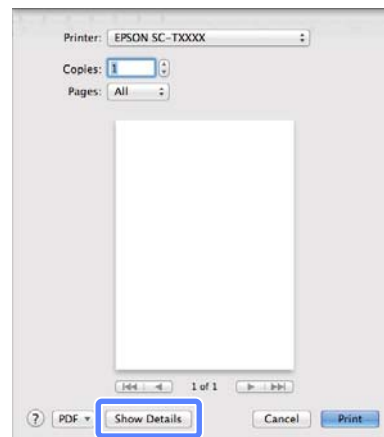 Printer: EPSON SC-TXXXX
Copies: 1
Pages: All
1 of 1
? PDF Show Details Cancel Print